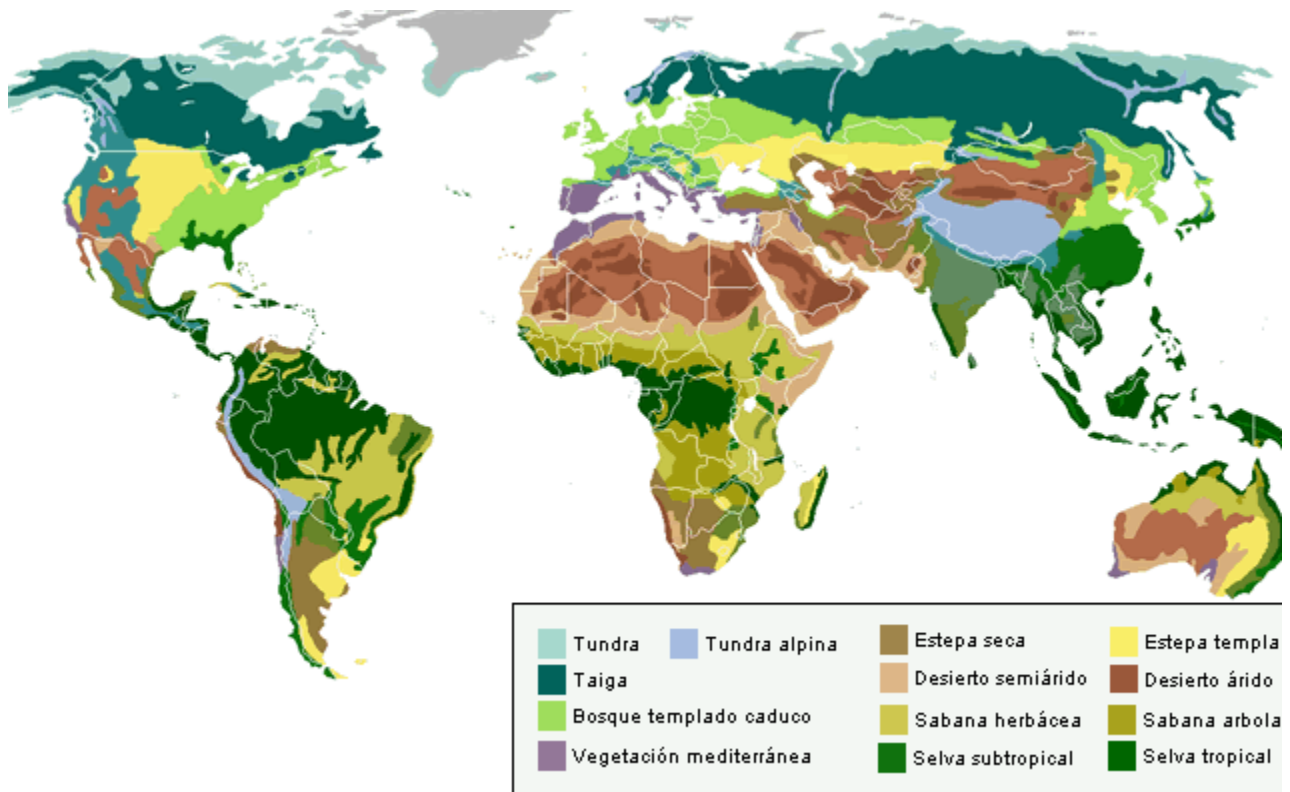 Tundra
Tundra alpina
Estepa seca
Estepa templa
Taiga
Desierto semiárido
Desierto árido
Bosque templado caduco
Sabana herbácea
Sabana arbola
Vegetación mediterránea
Selva subtropical
Selva tropical